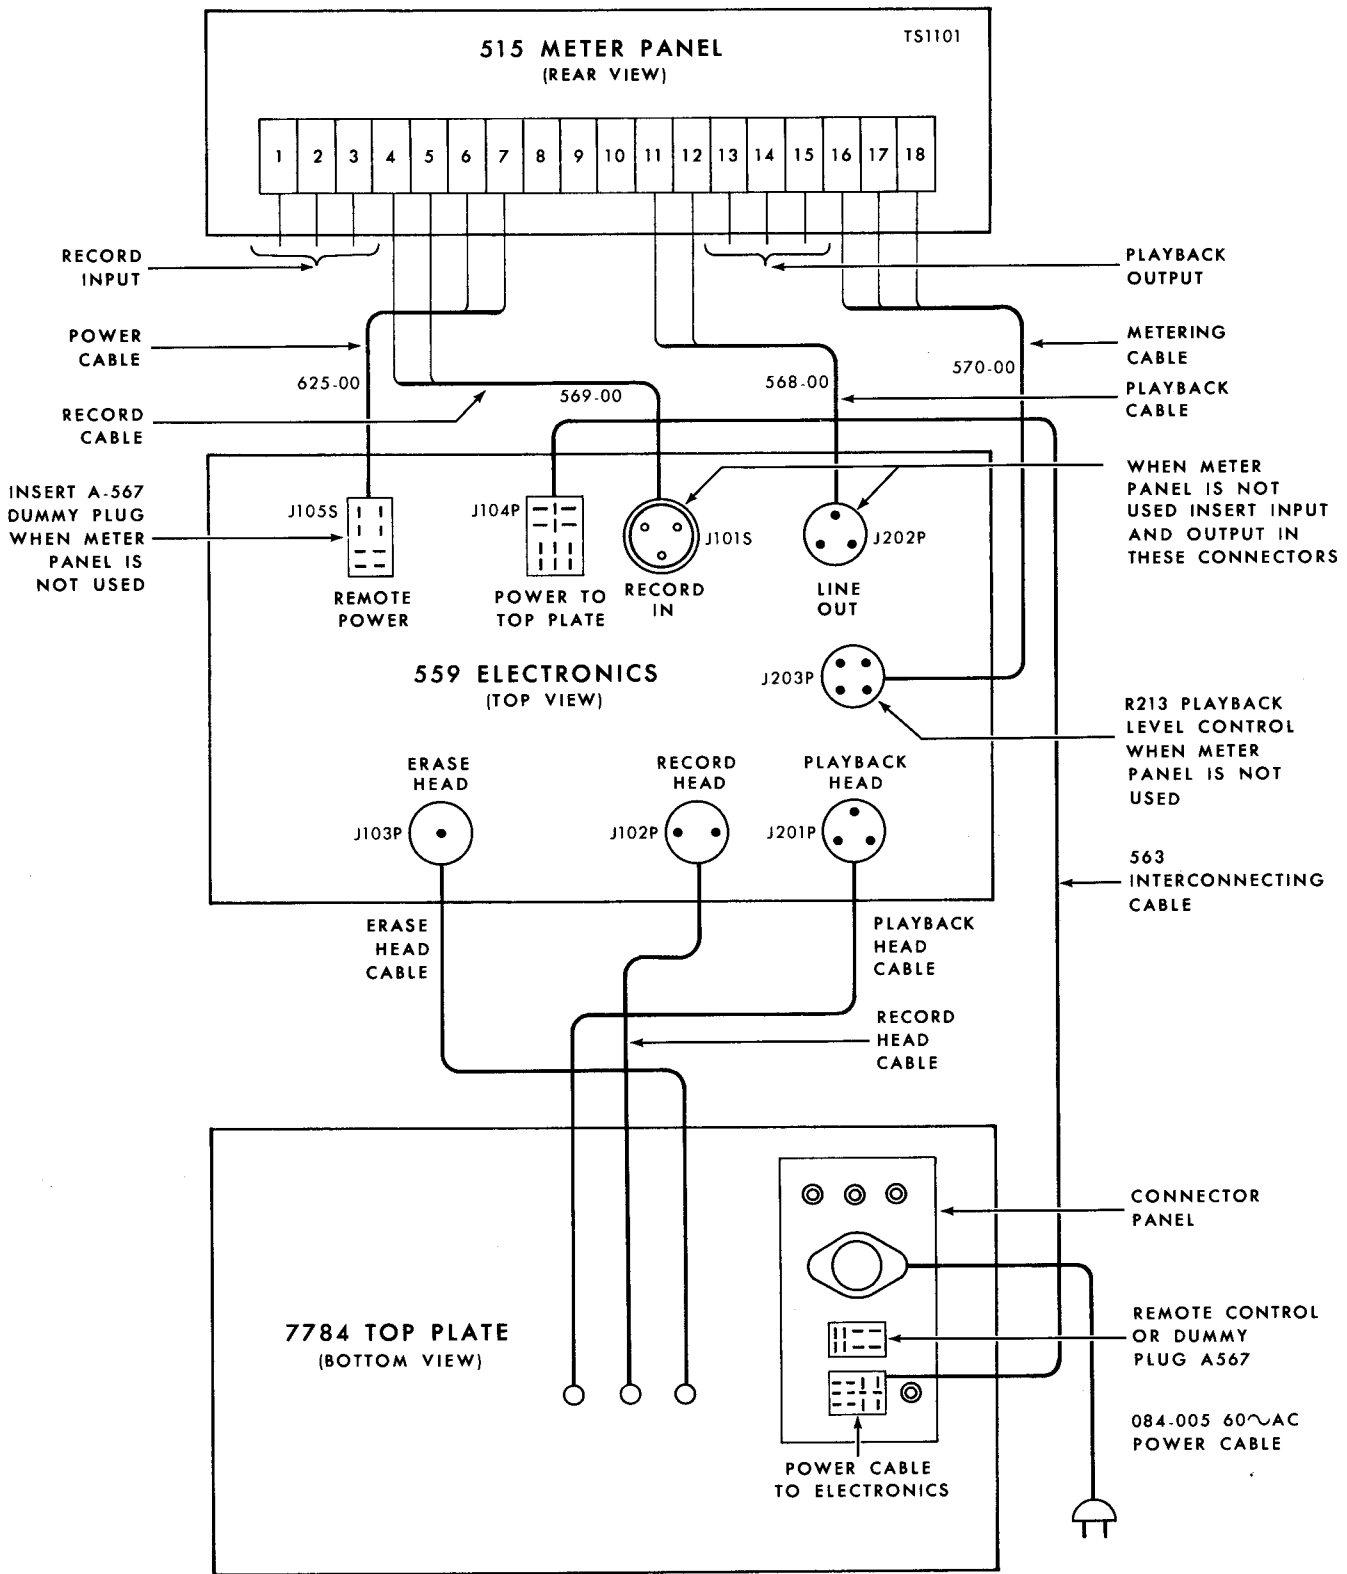 515 METER PANEL
(REAR VIEW)
TS1101
1 2 3 4 5 6 7 8 9 10 11 12 13 14 15 16 17 18
RECORD
INPUT
PLAYBACK
OUTPUT
POWER
CABLE
METERING
CABLE
625-00
569-00
568-00
570-00
RECORD
CABLE
PLAYBACK
CABLE
INSERT A-567
DUMMY PLUG
WHEN METER
PANEL IS
NOT USED
WHEN METER
PANEL IS NOT
USED INSERT INPUT
AND OUTPUT IN
THESE CONNECTORS
J105S
J104P
J101S
J202P
REMOTE
POWER
POWER TO
TOP PLATE
RECORD
IN
LINE
OUT
559 ELECTRONICS
(TOP VIEW)
J203P
R213 PLAYBACK
LEVEL CONTROL
WHEN METER
PANEL IS NOT
USED
ERASE
HEAD
RECORD
HEAD
PLAYBACK
HEAD
J103P
J102P
J201P
563
INTERCONNECTING
CABLE
ERASE
HEAD
CABLE
PLAYBACK
HEAD
CABLE
RECORD
HEAD
CABLE
CONNECTOR
PANEL
7784 TOP PLATE
(BOTTOM VIEW)
REMOTE CONTROL
OR DUMMY
PLUG A567
084-005 60~AC
POWER CABLE
POWER CABLE
TO ELECTRONICS